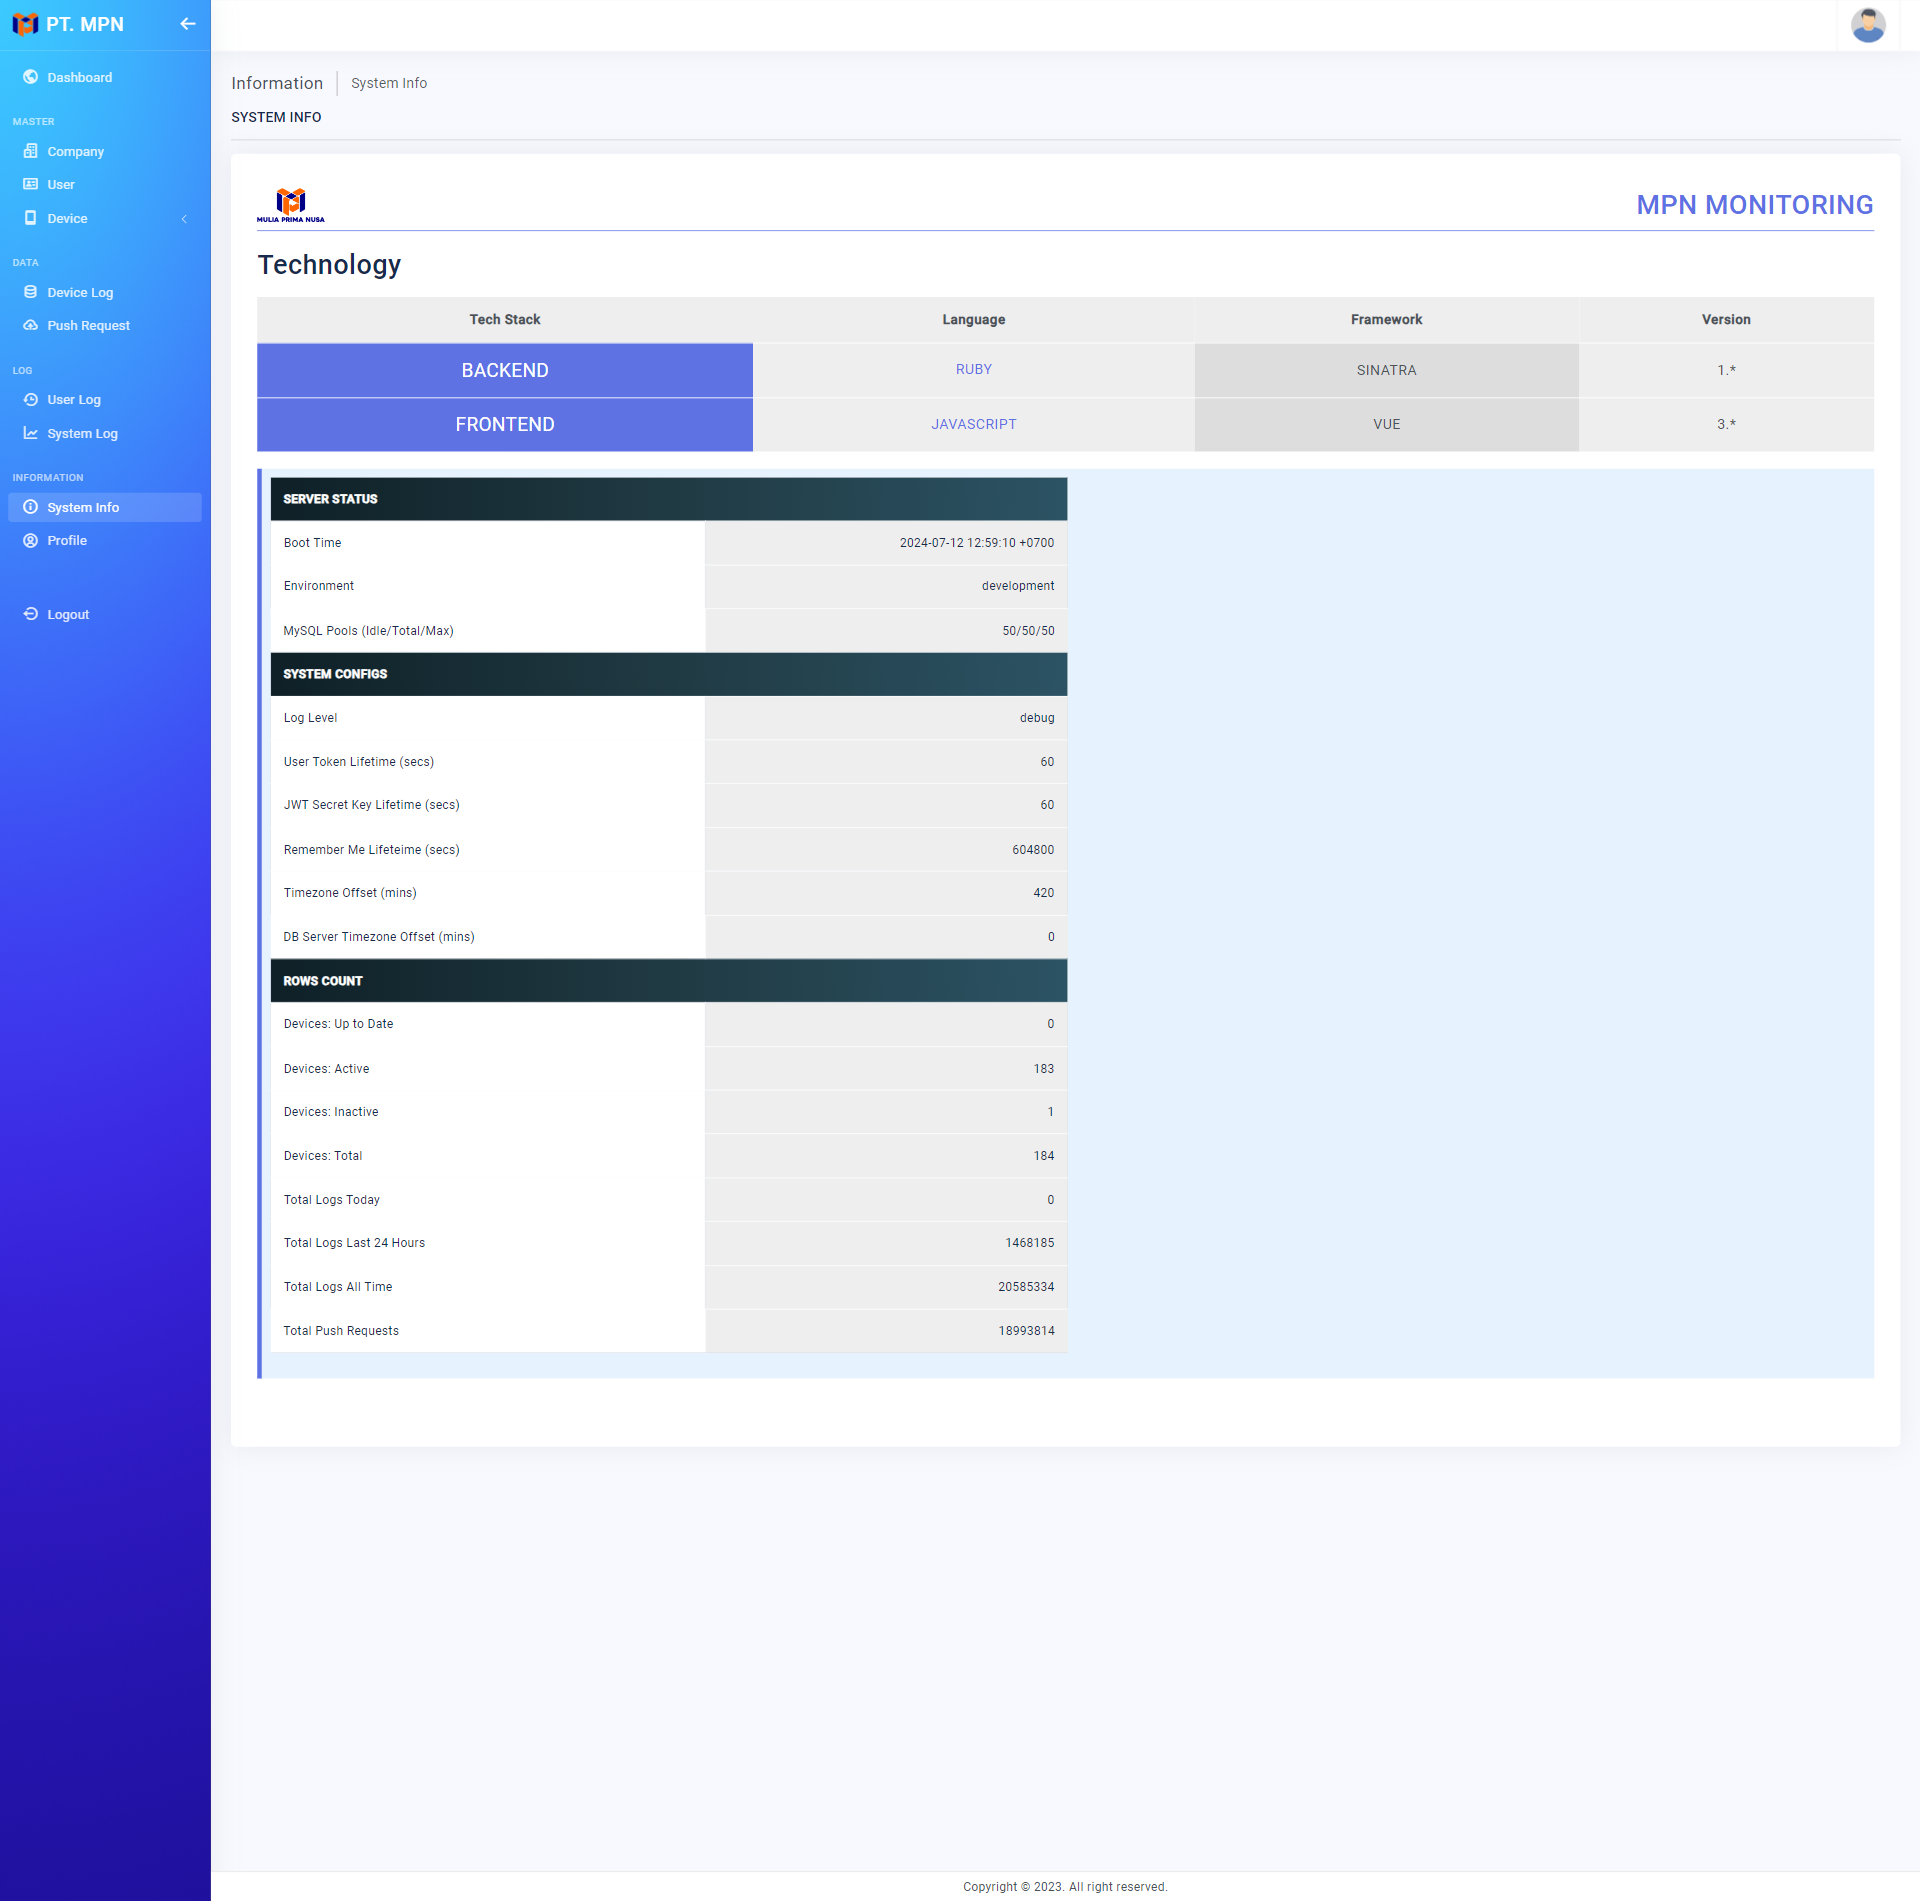 PT. MPN
Dashboard
MASTER
Company
User
Device
DATA
Device Log
Push Request
LOG
User Log
System Log
INFORMATION
System Info
Profile
Logout
Information
System Info
SYSTEM INFO
MULIA PRIMA NUSA
MPN MONITORING
Technology
Tech Stack Language Framework Version
BACKEND RUBY SINATRA 1.*
FRONTEND JAVASCRIPT VUE 3.*
SERVER STATUS
Boot Time 2024-07-12 12:59:10 +0700
Environment development
MySQL Pools (Idle/Total/Max) 50/50/50
SYSTEM CONFIGS
Log Level debug
User Token Lifetime (secs) 60
JWT Secret Key Lifetime (secs) 60
Remember Me Lifeteime (secs) 604800
Timezone Offset (mins) 420
DB Server Timezone Offset (mins) 0
ROWS COUNT
Devices: Up to Date 0
Devices: Active 183
Devices: Inactive 1
Devices: Total 184
Total Logs Today 0
Total Logs Last 24 Hours 1468185
Total Logs All Time 20585334
Total Push Requests 18993814
Copyright © 2023. All right reserved.